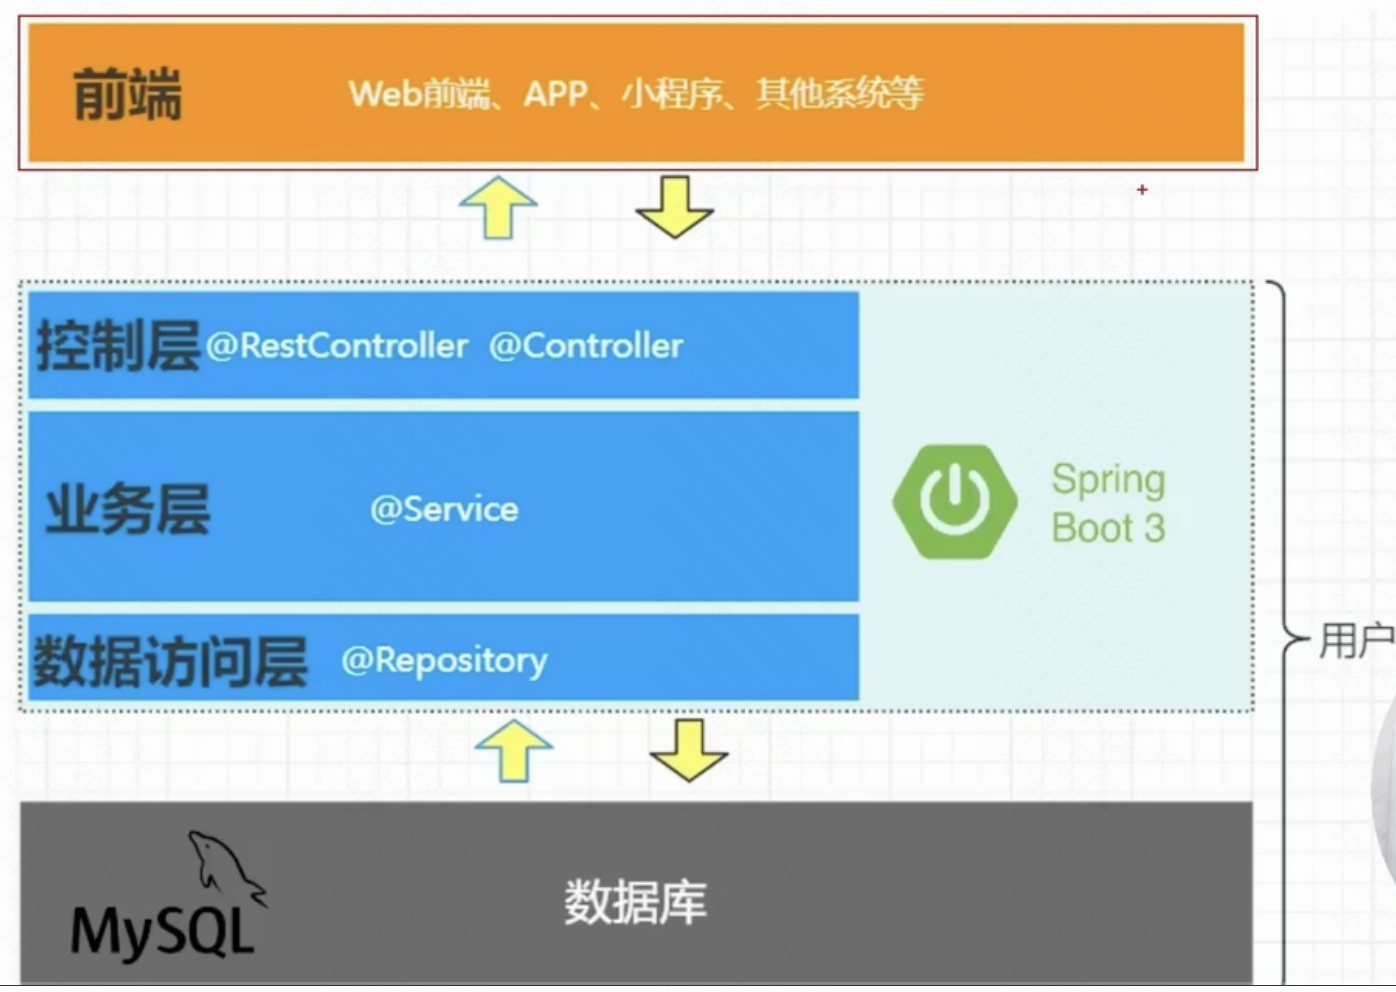 前端
Web前端、APP、小程序、其他系统等
控制层 @RestController @Controller
业务层 @Service
Spring
Boot 3
数据访问层 @Repository
用户
MySQL
数据库